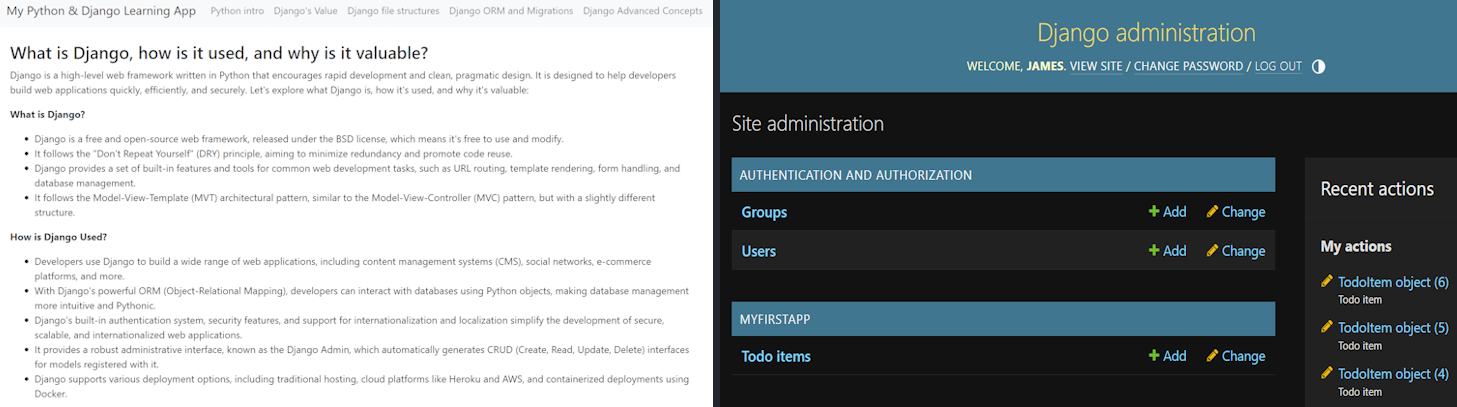 My Python & Django Learning App Python intro Django's Value Django file structures Django ORM and Migrations Django Advanced Concepts
What is Django, how is it used, and why is it valuable?
Django is a high-level web framework written in Python that encourages rapid development and clean, pragmatic design. It is designed to help developers
build web applications quickly, efficiently, and securely. Let's explore what Django is, how it's used, and why it's valuable:
What is Django?
• Django is a free and open-source web framework, released under the BSD license, which means it's free to use and modify.
• It follows the "Don't Repeat Yourself" (DRY) principle, aiming to minimize redundancy and promote code reuse.
• Django provides a set of built-in features and tools for common web development tasks, such as URL routing, template rendering, form handling, and
database management.
• It follows the Model-View-Template (MVT) architectural pattern, similar to the Model-View-Controller (MVC) pattern, but with a slightly different
structure.
How is Django Used?
• Developers use Django to build a wide range of web applications, including content management systems (CMS), social networks, e-commerce
platforms, and more.
• With Django's powerful ORM (Object-Relational Mapping), developers can interact with databases using Python objects, making database management
more intuitive and Pythonic.
• Django's built-in authentication system, security features, and support for internationalization and localization simplify the development of secure,
scalable, and internationalized web applications.
• It provides a robust administrative interface, known as the Django Admin, which automatically generates CRUD (Create, Read, Update, Delete) interfaces
for models registered with it.
• Django supports various deployment options, including traditional hosting, cloud platforms like Heroku and AWS, and containerized deployments using
Docker.
Django administration
WELCOME, JAMES. VIEW SITE / CHANGE PASSWORD / LOG OUT
Site administration
AUTHENTICATION AND AUTHORIZATION
Groups Add Change
Users Add Change
MYFIRSTAPP
Todo items Add Change
Recent actions
My actions
TodoItem object (6)
Todo item
TodoItem object (5)
Todo item
TodoItem object (4)
Todo item